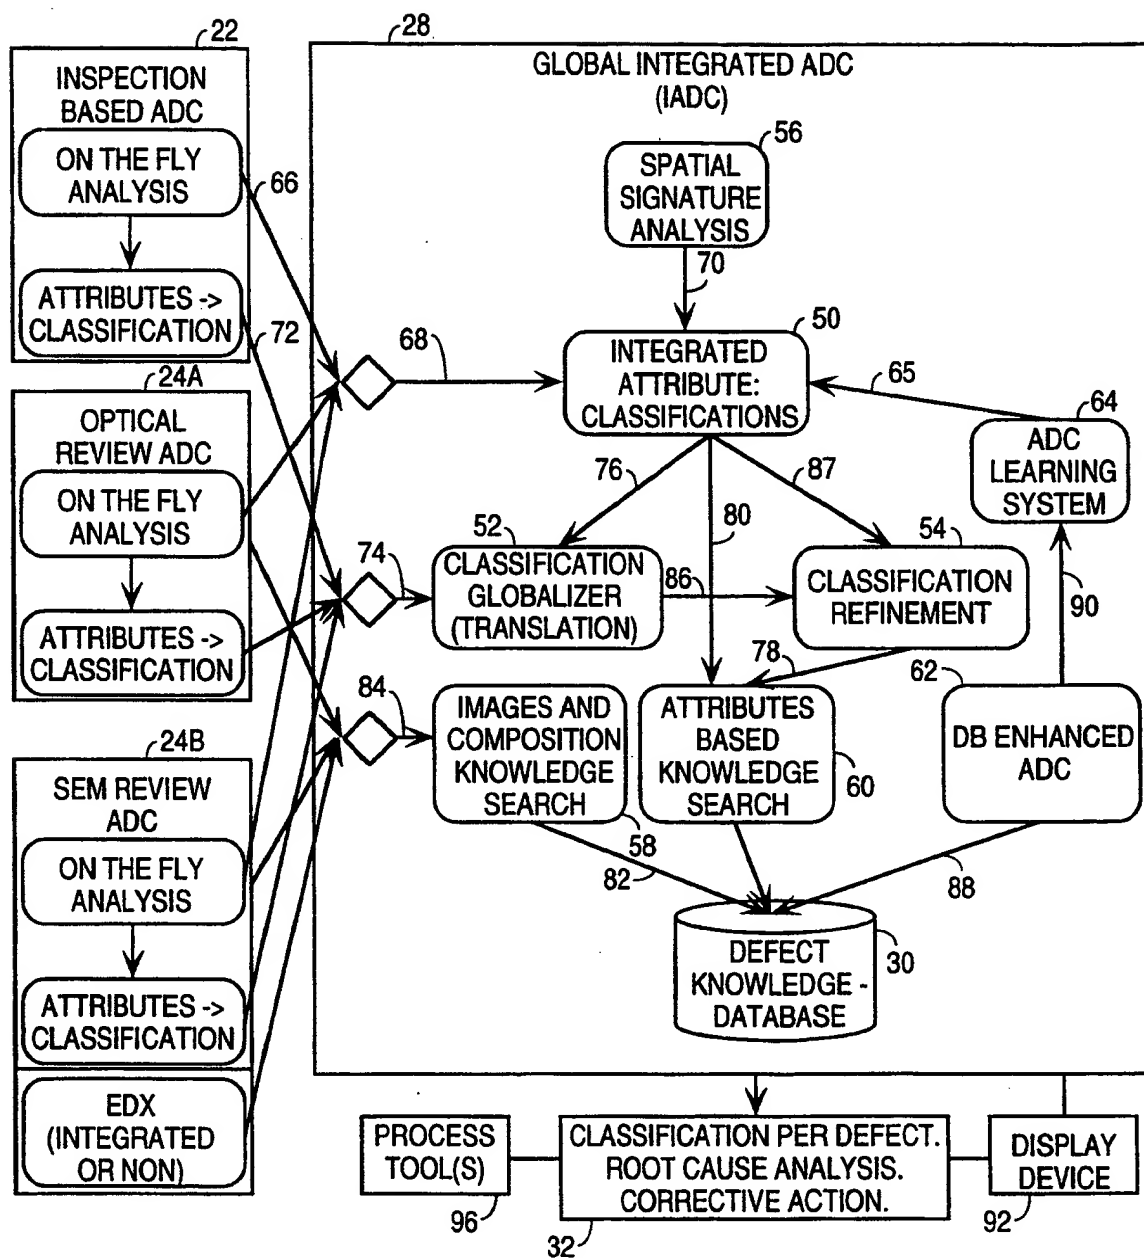 22
INSPECTION
BASED ADC
ON THE FLY
ANALYSIS
ATTRIBUTES ->
CLASSIFICATION
66
72
24A
OPTICAL
REVIEW ADC
ON THE FLY
ANALYSIS
ATTRIBUTES ->
CLASSIFICATION
24B
SEM REVIEW
ADC
ON THE FLY
ANALYSIS
ATTRIBUTES ->
CLASSIFICATION
EDX
(INTEGRATED
OR NON)
28
GLOBAL INTEGRATED ADC
(IADC)
56
SPATIAL
SIGNATURE
ANALYSIS
70
50
68
INTEGRATED
ATTRIBUTE:
CLASSIFICATIONS
65
64
ADC
LEARNING
SYSTEM
76
80
87
52
74
CLASSIFICATION
GLOBALIZER
(TRANSLATION)
86
54
CLASSIFICATION
REFINEMENT
90
78
62
84
IMAGES AND
COMPOSITION
KNOWLEDGE
SEARCH
58
ATTRIBUTES
BASED
KNOWLEDGE
SEARCH
60
DB ENHANCED
ADC
82
88
DEFECT
KNOWLEDGE -
DATABASE
30
PROCESS
TOOL(S)
96
CLASSIFICATION PER DEFECT.
ROOT CAUSE ANALYSIS.
CORRECTIVE ACTION.
32
DISPLAY
DEVICE
92